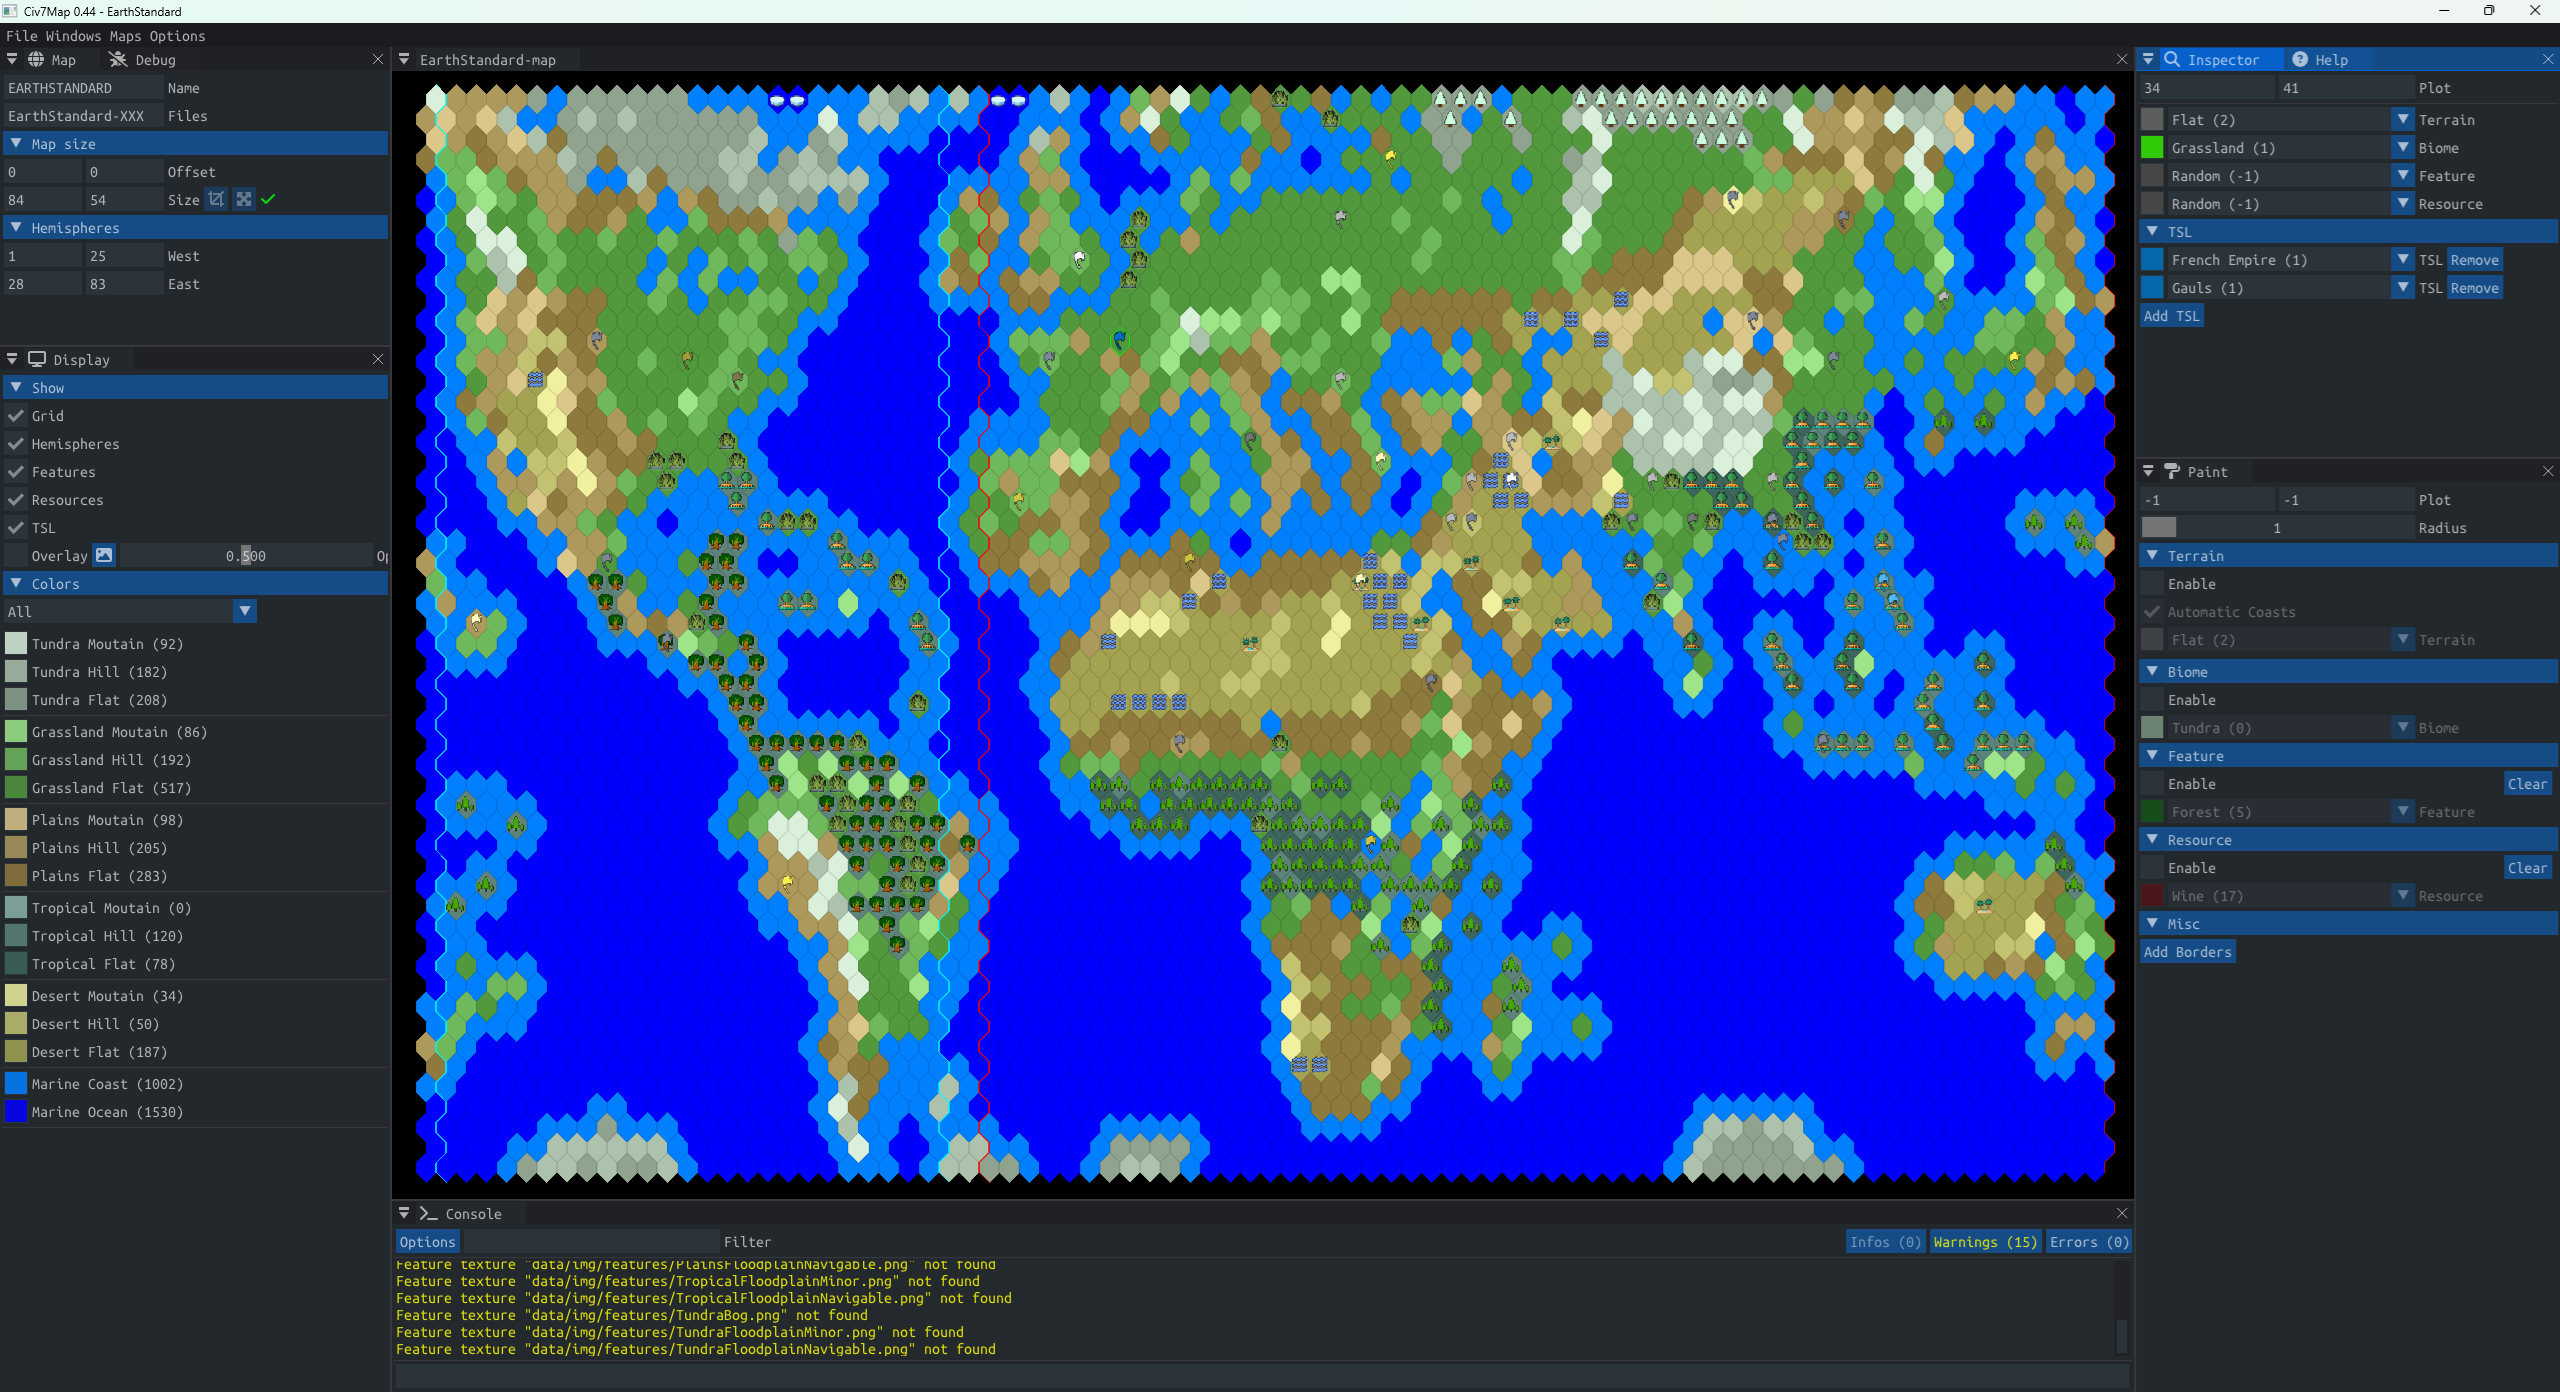 Civ7Map 0.44 - EarthStandard
File Windows Maps Options
Map
Debug
EARTHSTANDARD Name
EarthStandard-XXX Files
Map size
0 0 Offset
84 54 Size
Hemispheres
1 25 West
28 83 East
Display
Show
Grid
Hemispheres
Features
Resources
TSL
Overlay 0.500 Op
Colors
All
Tundra Moutain (92)
Tundra Hill (182)
Tundra Flat (208)
Grassland Moutain (86)
Grassland Hill (192)
Grassland Flat (517)
Plains Moutain (98)
Plains Hill (205)
Plains Flat (283)
Tropical Moutain (0)
Tropical Hill (120)
Tropical Flat (78)
Desert Moutain (34)
Desert Hill (50)
Desert Flat (187)
Marine Coast (1002)
Marine Ocean (1530)
EarthStandard-map
Console
Options Filter Infos (0) Warnings (15) Errors (0)
Feature texture "data/img/features/PlainsFloodplainNavigable.png" not found
Feature texture "data/img/features/TropicalFloodplainMinor.png" not found
Feature texture "data/img/features/TropicalFloodplainNavigable.png" not found
Feature texture "data/img/features/TundraBog.png" not found
Feature texture "data/img/features/TundraFloodplainMinor.png" not found
Feature texture "data/img/features/TundraFloodplainNavigable.png" not found
Inspector
Help
34 41 Plot
Flat (2) Terrain
Grassland (1) Biome
Random (-1) Feature
Random (-1) Resource
TSL
French Empire (1) TSL Remove
Gauls (1) TSL Remove
Add TSL
Paint
-1 -1 Plot
1 Radius
Terrain
Enable
Automatic Coasts
Flat (2) Terrain
Biome
Enable
Tundra (0) Biome
Feature
Enable Clear
Forest (5) Feature
Resource
Enable Clear
Wine (17) Resource
Misc
Add Borders